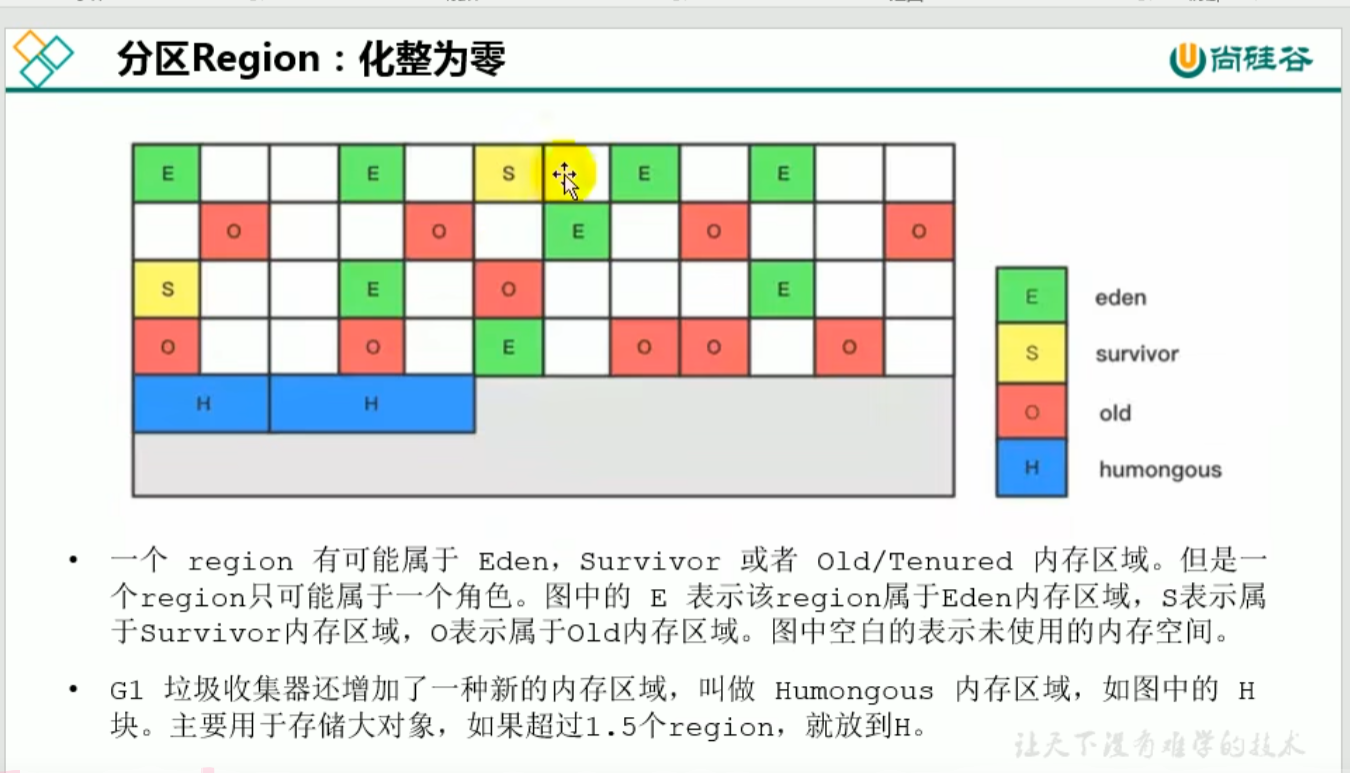 分区Region：化整为零
尚硅谷
E E S E E
O O E O O
S E O E
O O E O O O
H H
E eden
S survivor
O old
H humongous
• 一个 region 有可能属于 Eden，Survivor 或者 Old/Tenured 内存区域。但是一
个region只可能属于一个角色。图中的 E 表示该region属于Eden内存区域，S表示属
于Survivor内存区域，O表示属于Old内存区域。图中空白的表示未使用的内存空间。
• G1 垃圾收集器还增加了一种新的内存区域，叫做 Humongous 内存区域，如图中的 H
块。主要用于存储大对象，如果超过1.5个region，就放到H。
让天下没有难学的技术